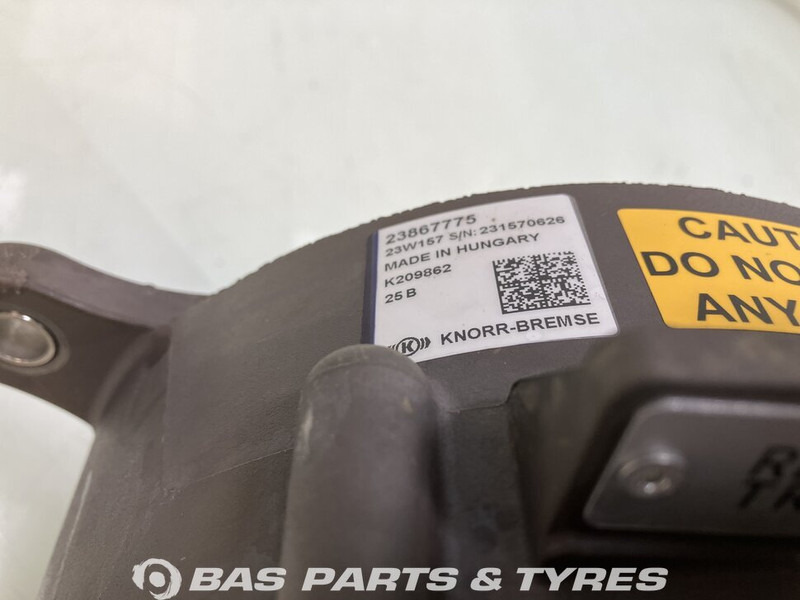 23867775
23W157 S/N: 231570626
MADE IN HUNGARY
K209862
25 B
K KNORR-BREMSE
CAUT
DO NO
ANY
BAS PARTS & TYRES